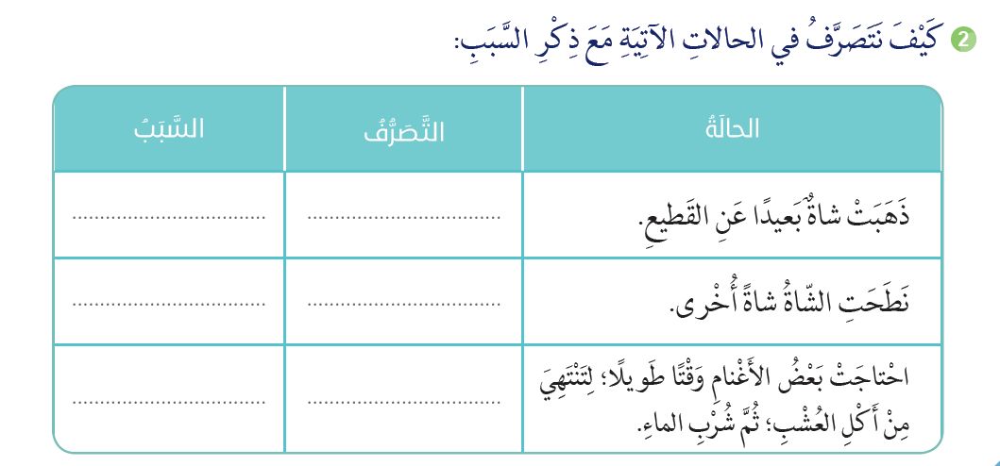 2 كَيْفَ نَتَصَرَّفُ في الحالاتِ الآتِيَةِ مَعَ ذِكْرِ السَّبَبِ:
الحالَةُ التَّصَرُّفُ السَّبَبُ
ذَهَبَتْ شاةٌ بَعيدًا عَنِ القَطيعِ. .................................. ..................................
نَطَحَتِ الشّاةُ شاةً أُخْرى. .................................. ..................................
احْتاجَتْ بَعْضُ الأَغْنامِ وَقْتًا طَويلًا؛ لِتَنْتَهِيَ
مِنْ أَكْلِ العُشْبِ؛ ثُمَّ شُرْبِ الماءِ. .................................. ..................................